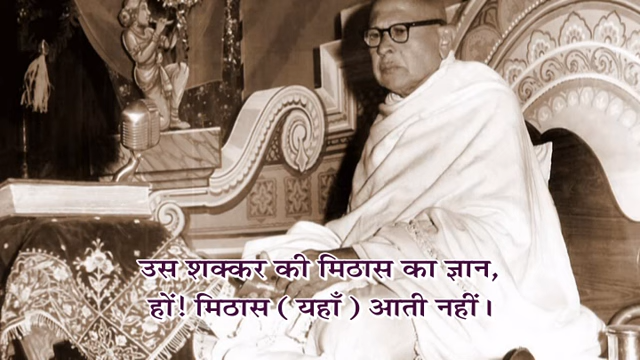 उस शक्कर की मिठास का ज्ञान,
हों! मिठास ( यहाँ ) आती नहीं।